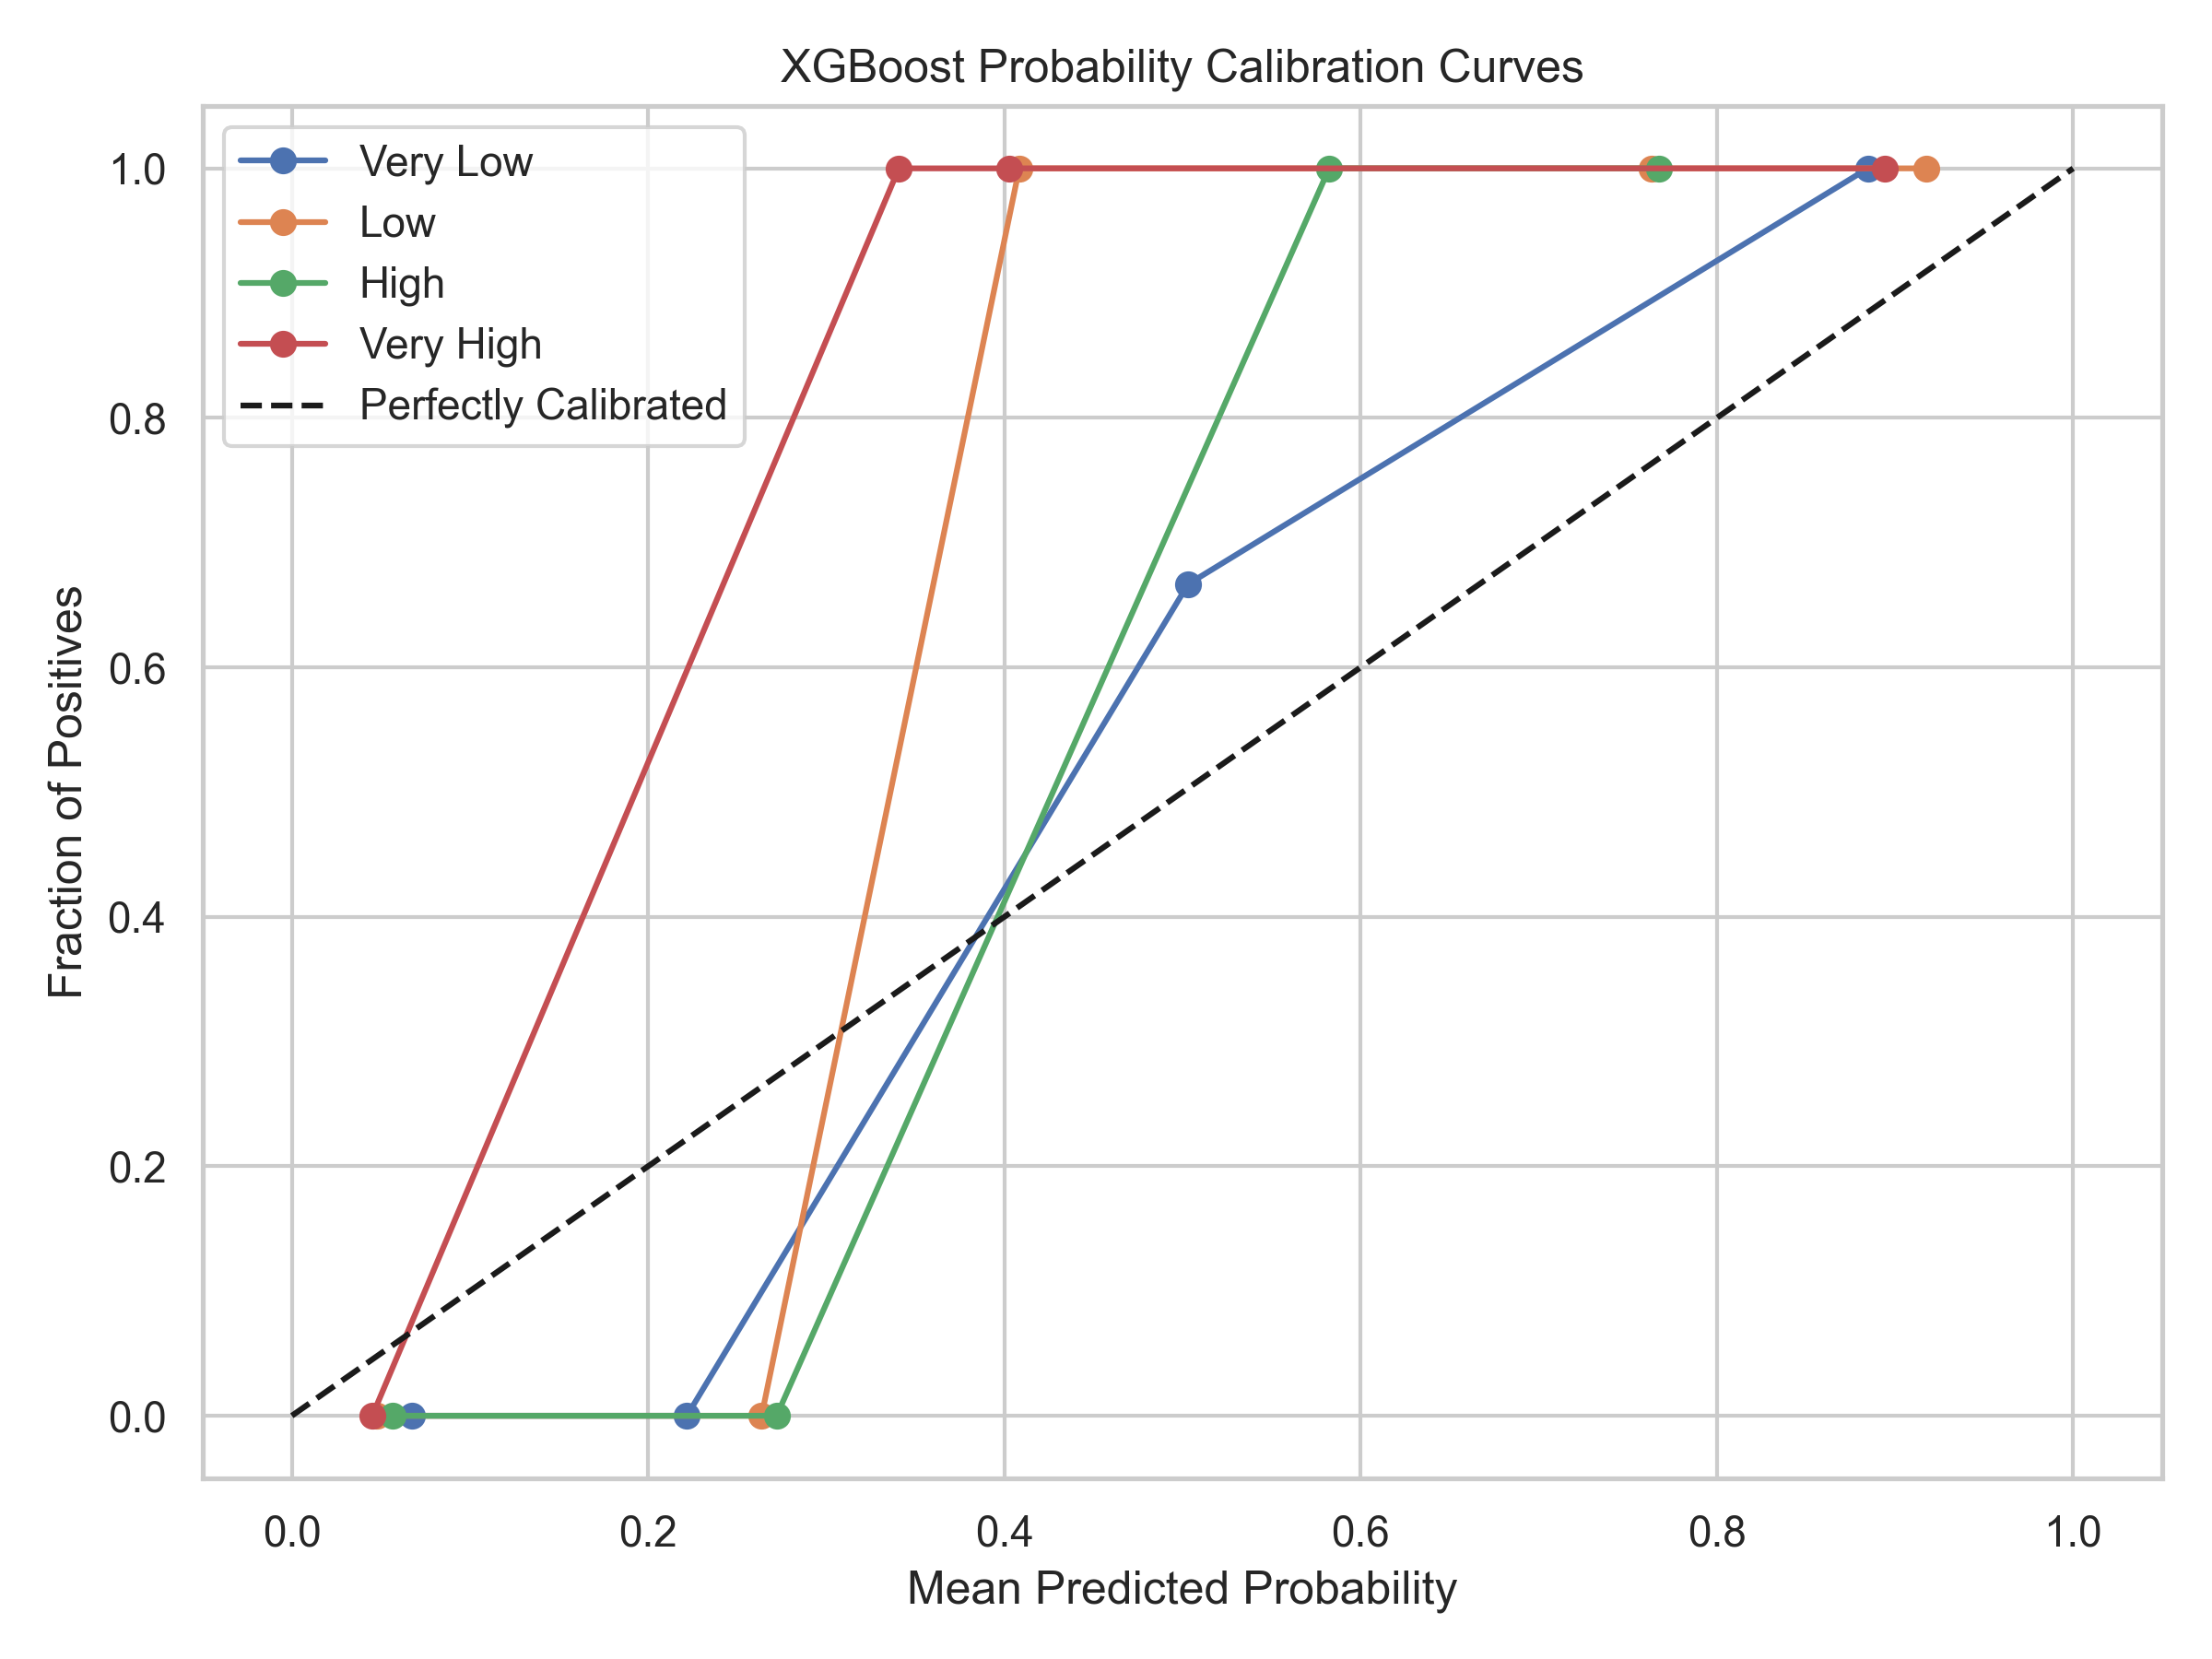 XGBoost Probability Calibration Curves
Very Low
Low
High
Very High
Perfectly Calibrated
Fraction of Positives
1.0
0.8
0.6
0.4
0.2
0.0
0.0 0.2 0.4 0.6 0.8 1.0
Mean Predicted Probability